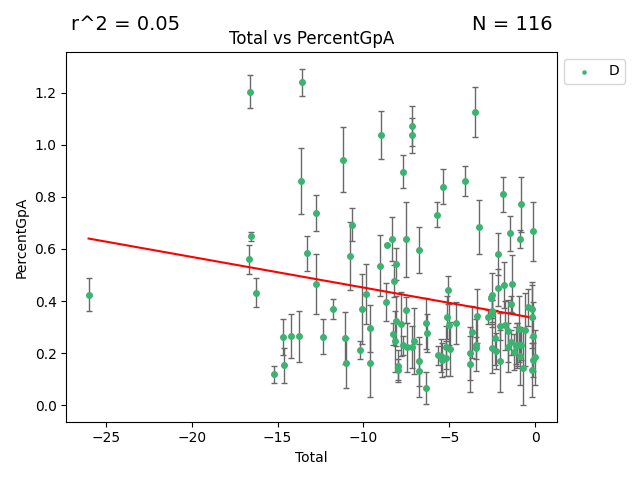 r^2 = 0.05
N = 116
Total vs PercentGpA
D
PercentGpA
1.2
1.0
0.8
0.6
0.4
0.2
0.0
−25
−20
−15
−10
−5
0
Total